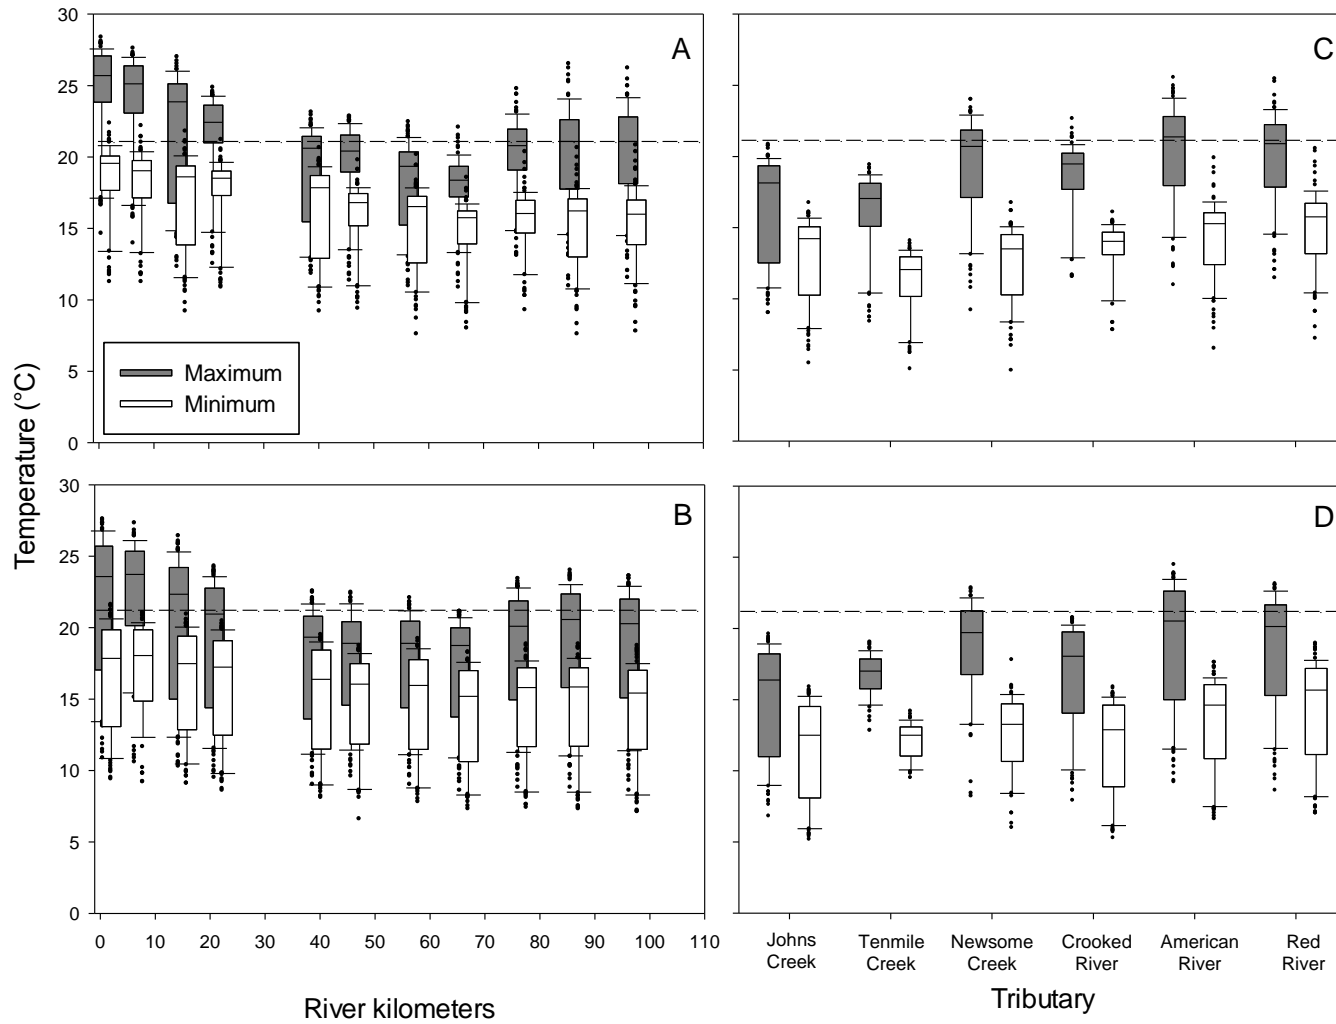 30
25
20
15
10
5
0
A
Maximum
Minimum
C
30
25
20
15
10
5
0
B
D
0 10 20 30 40 50 60 70 80 90 100 110
Johns Creek
Tenmile Creek
Newsome Creek
Crooked River
American River
Red River
Temperature (°C)
River kilometers
Tributary